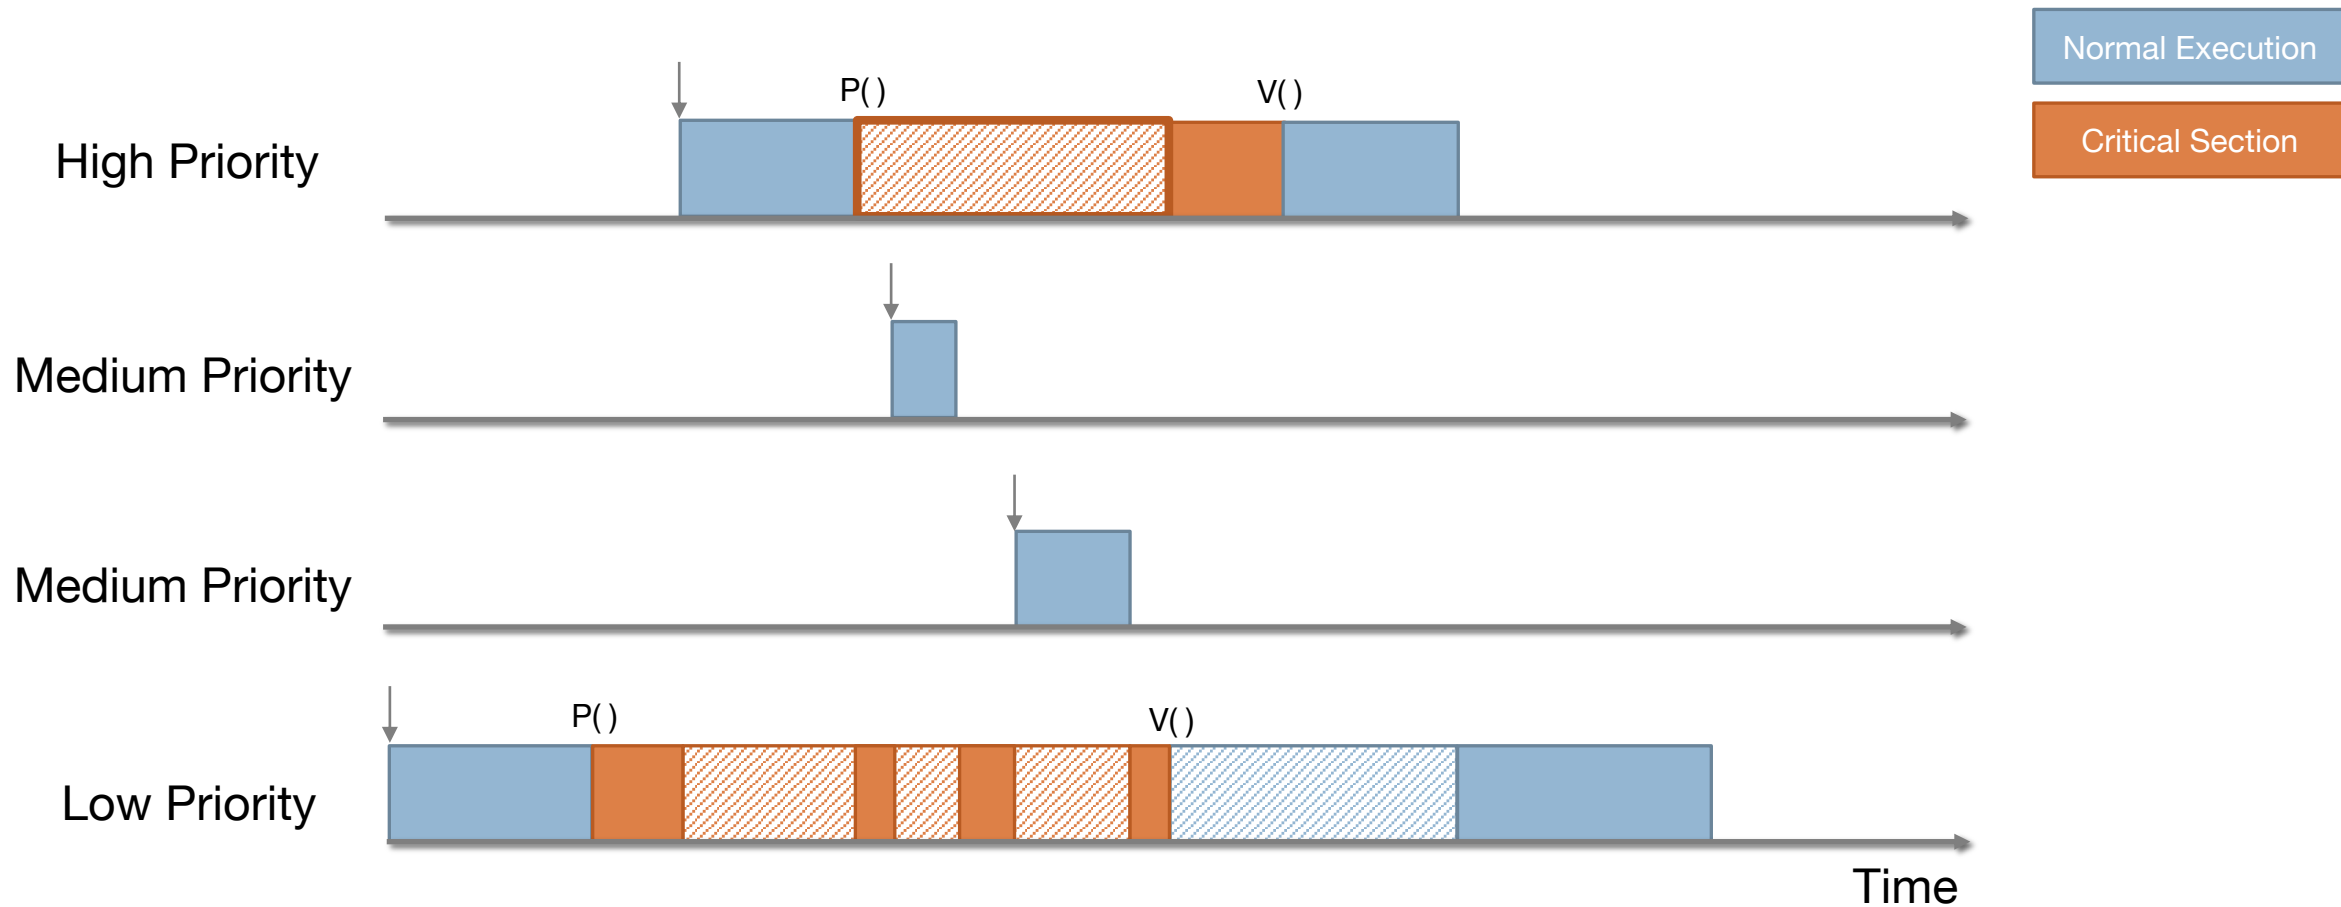 Normal Execution
Critical Section
P( )
V( )
High Priority
Medium Priority
Medium Priority
P( )
V( )
Low Priority
Time